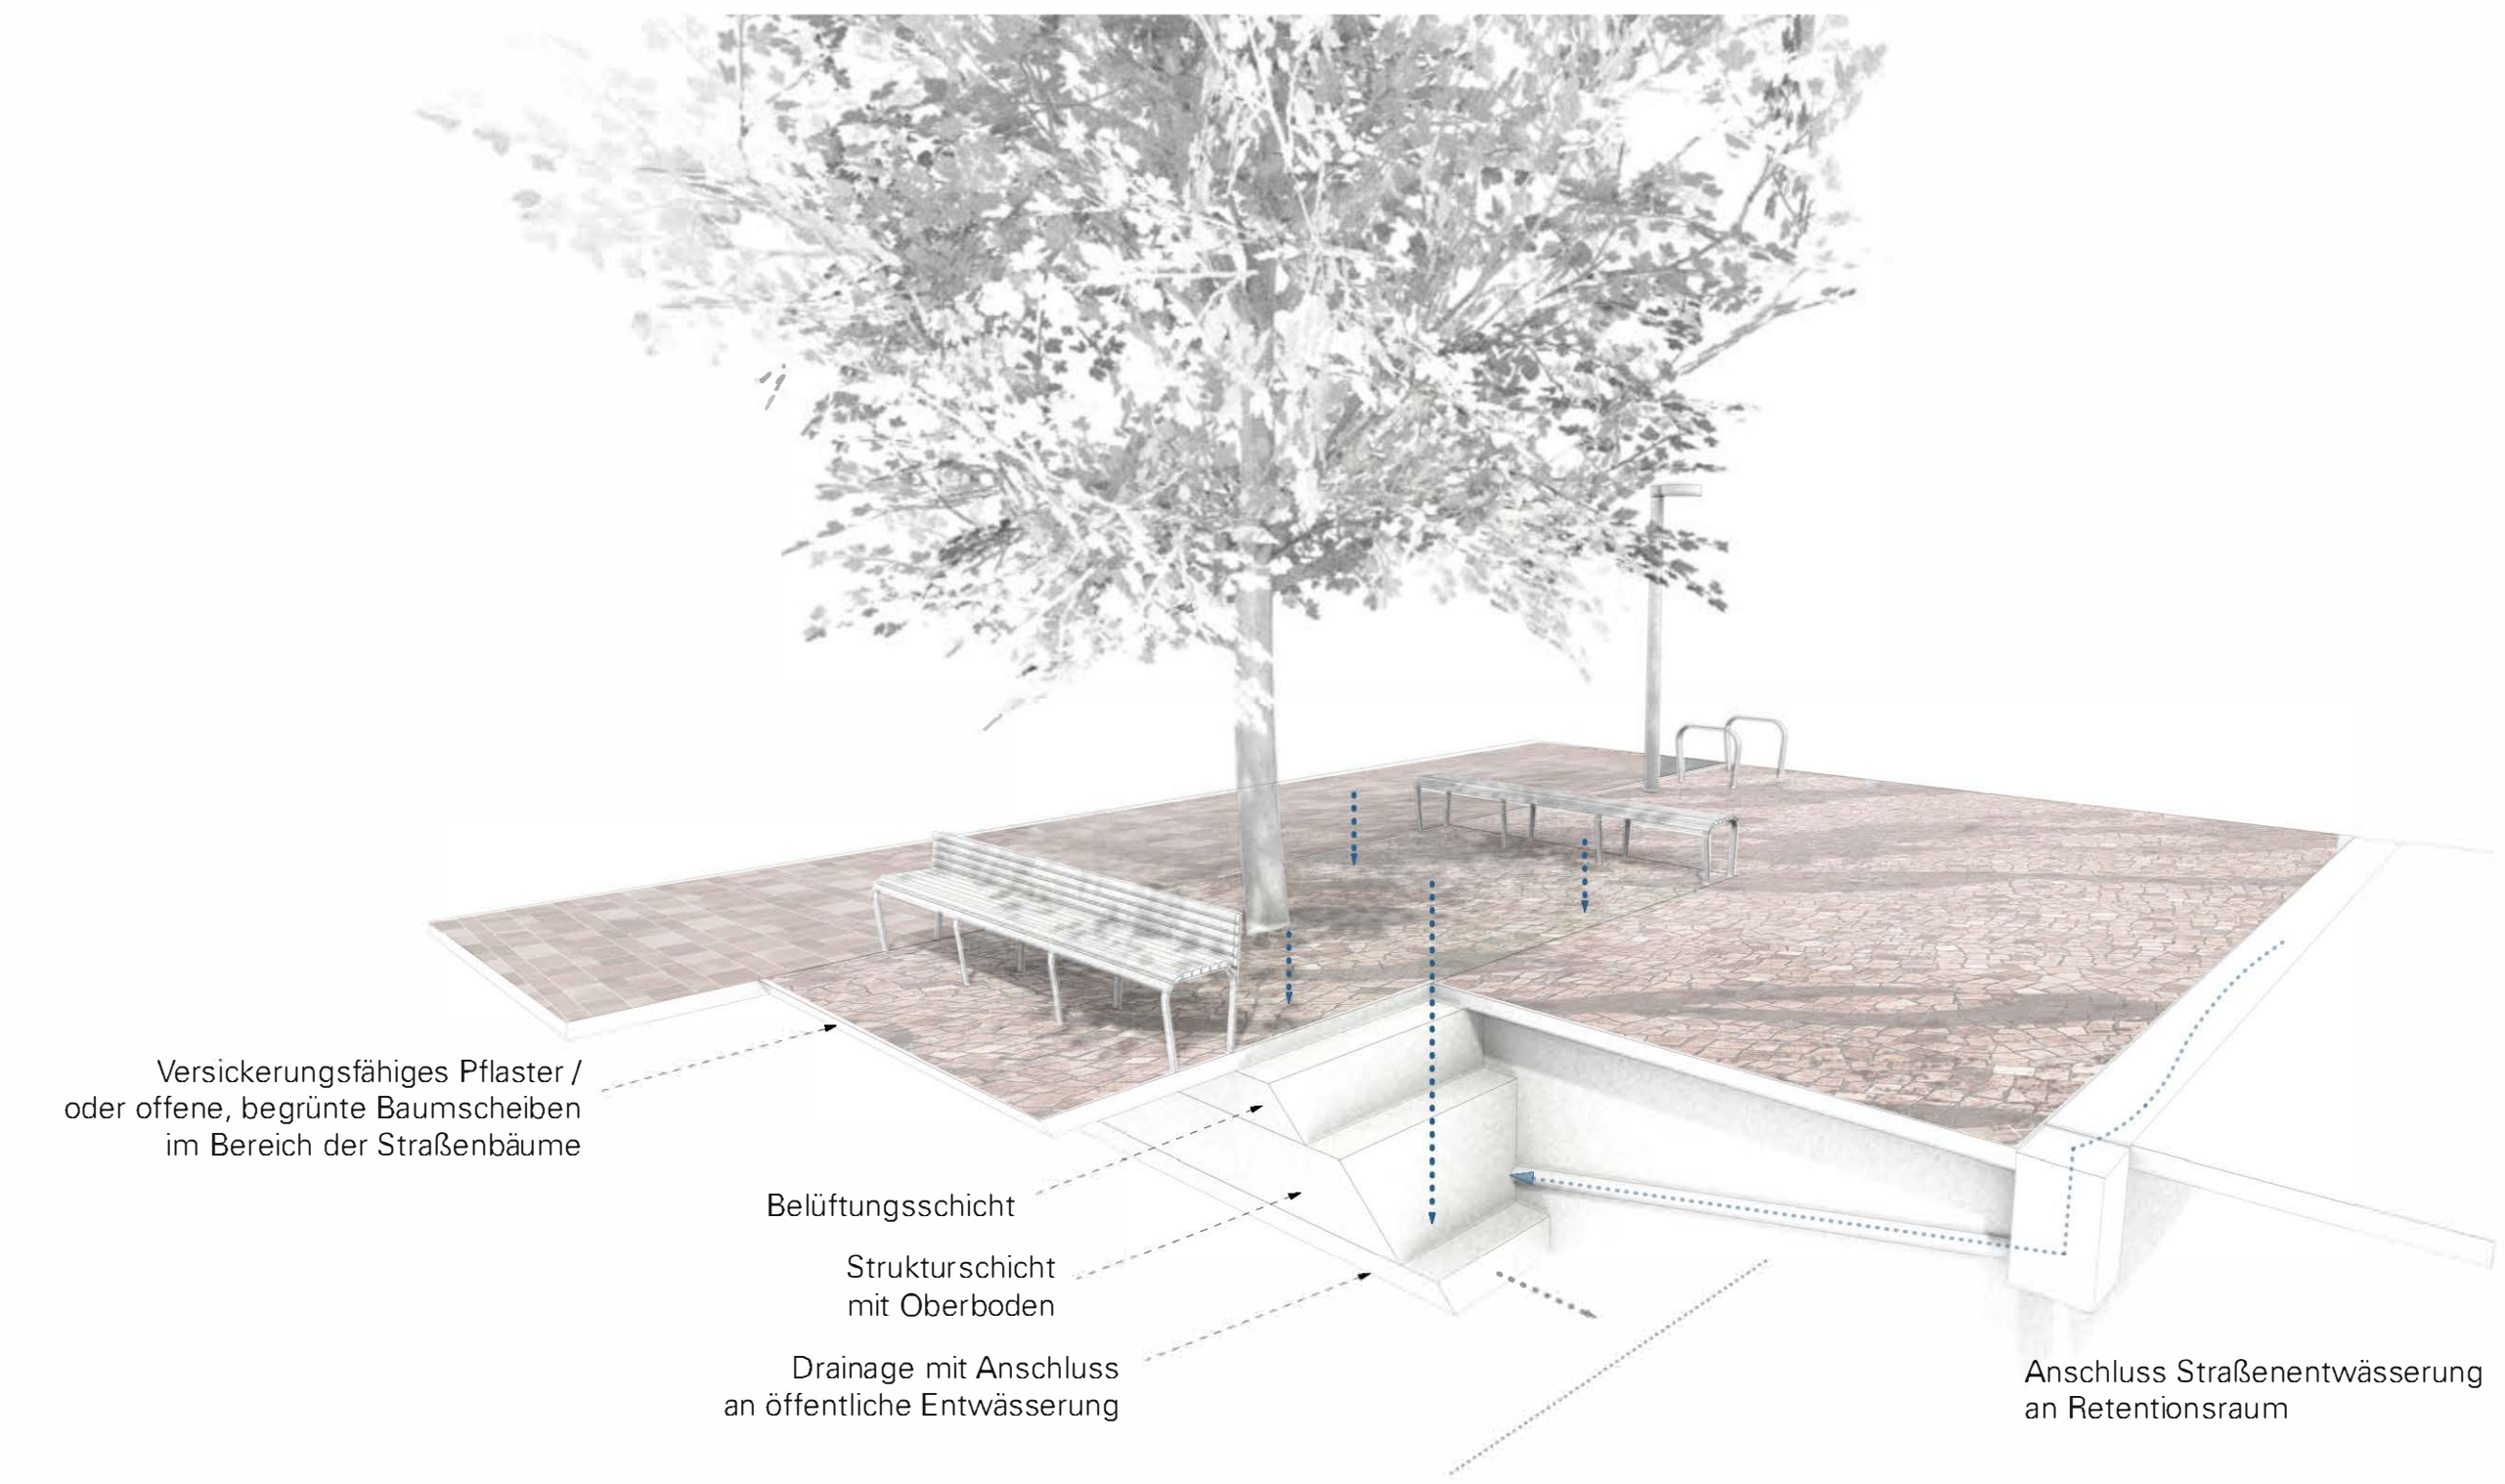 Versickerungsfähiges Pflaster /
oder offene, begrünte Baumscheiben
im Bereich der Straßenbäume
Belüftungsschicht
Strukturschicht
mit Oberboden
Drainage mit Anschluss
an öffentliche Entwässerung
Anschluss Straßenentwässerung
an Retentionsraum